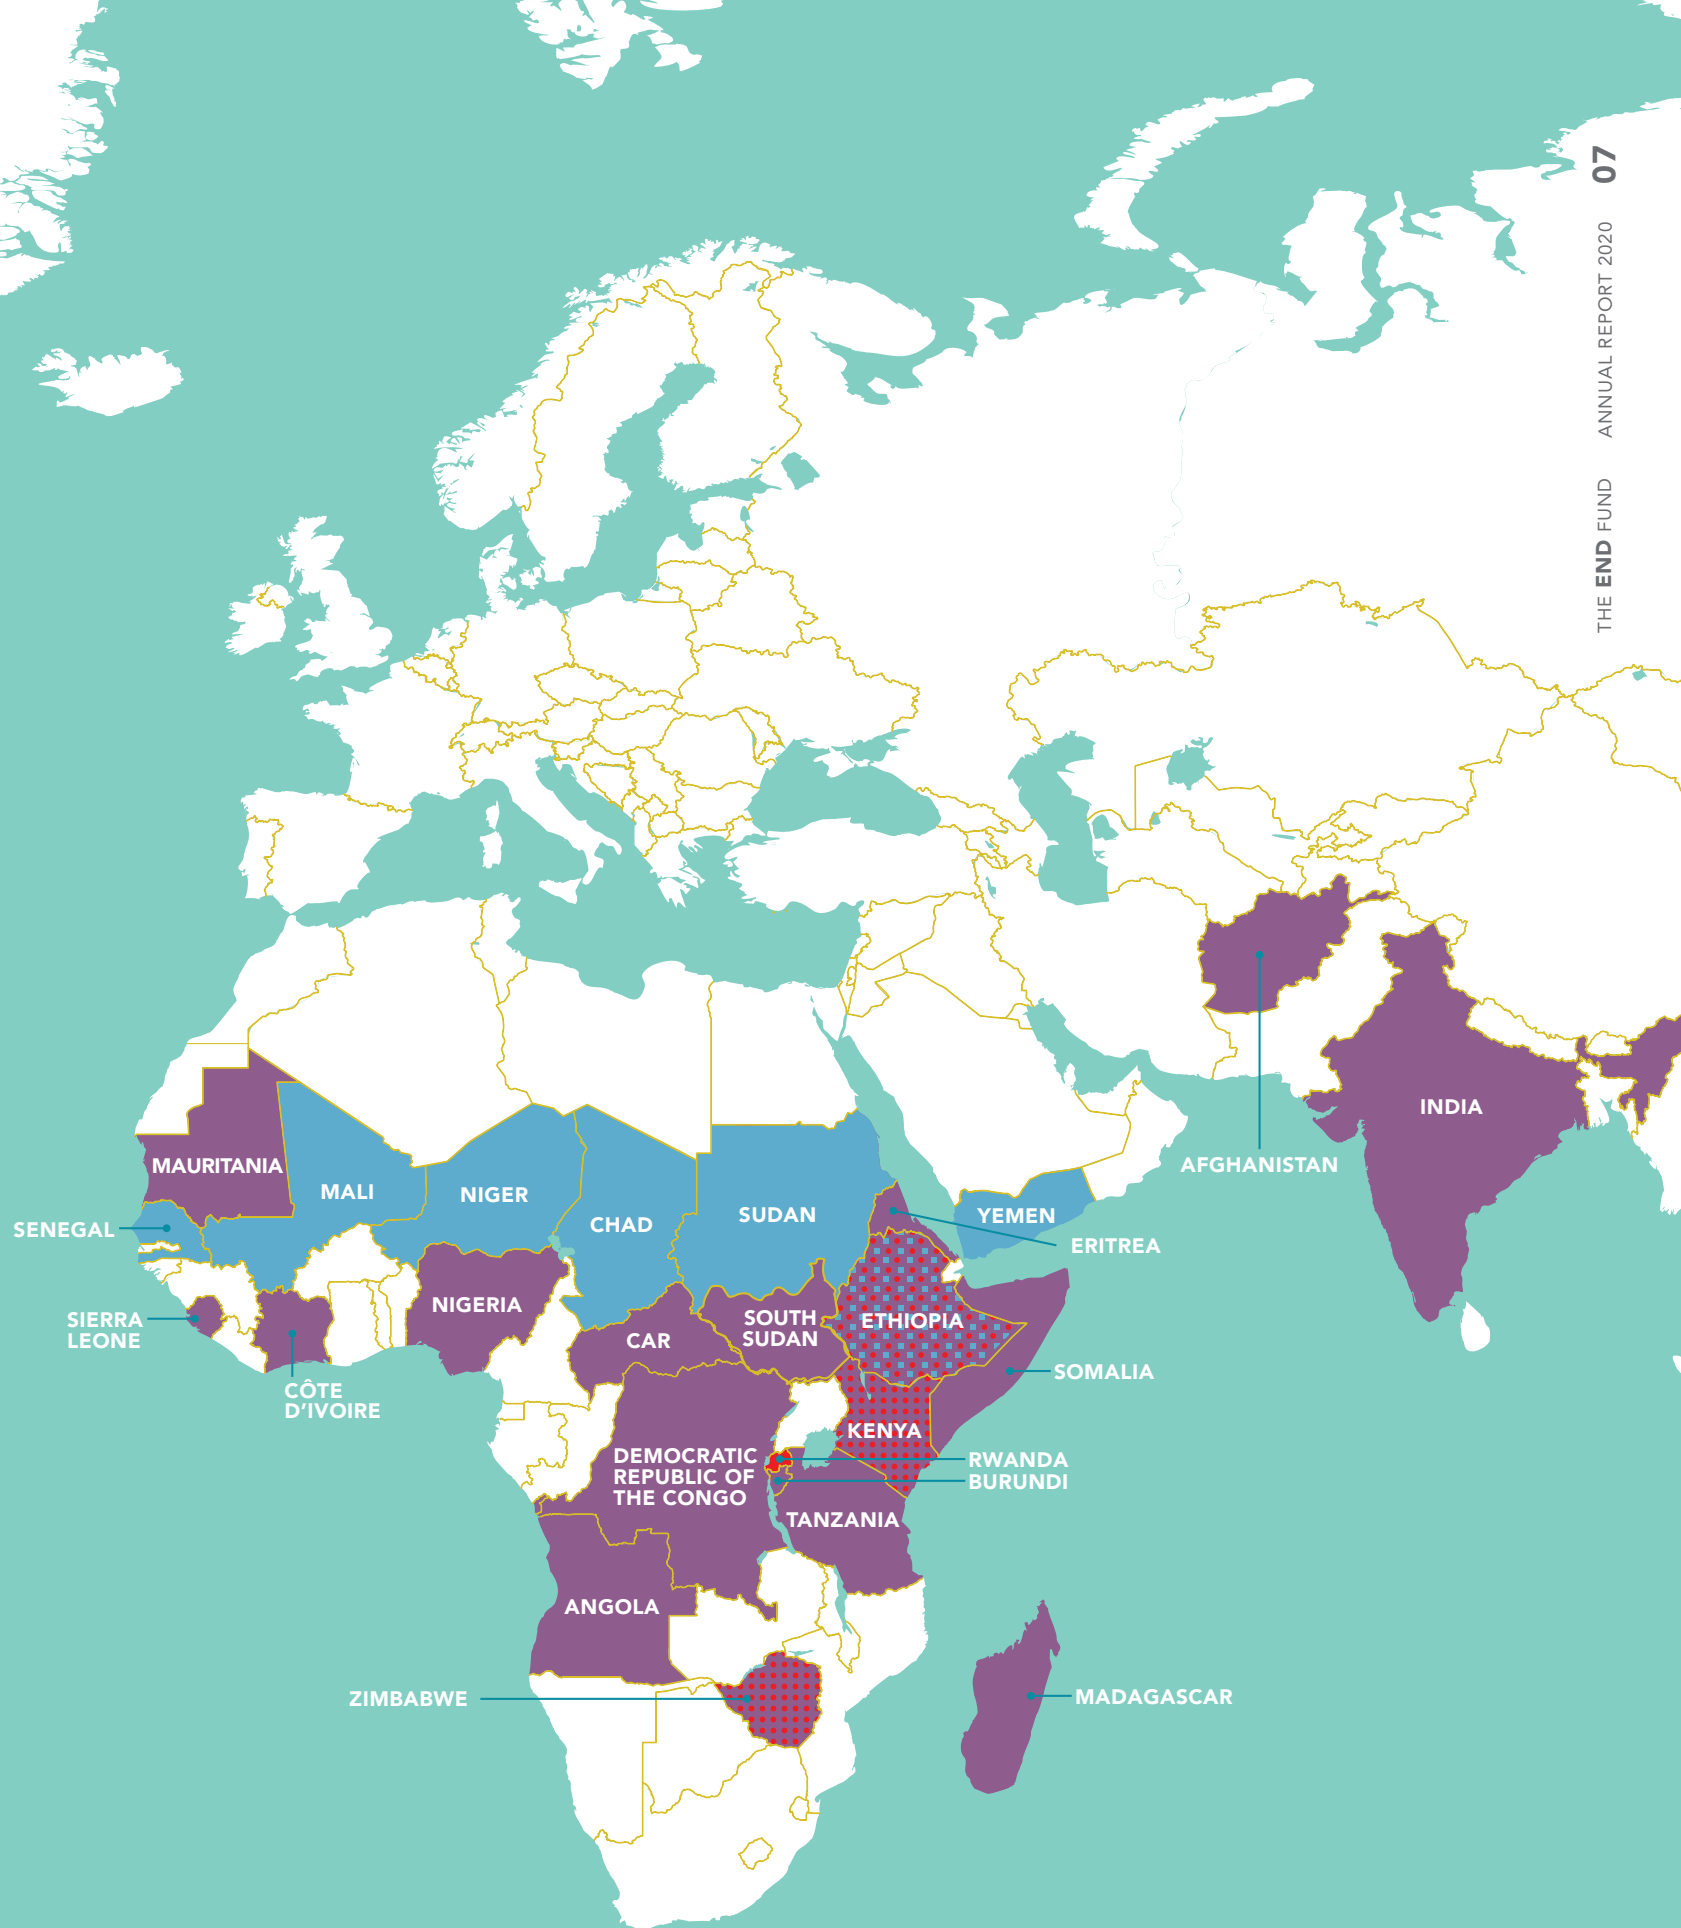 07
ANNUAL REPORT 2020
THE END FUND
INDIA
AFGHANISTAN
MAURITANIA
MALI
NIGER
CHAD
SUDAN
YEMEN
SENEGAL
ERITREA
NIGERIA
SIERRA
LEONE
CAR
SOUTH
SUDAN
ETHIOPIA
SOMALIA
CÔTE
D'IVOIRE
KENYA
DEMOCRATIC
REPUBLIC OF
THE CONGO
RWANDA
BURUNDI
TANZANIA
ANGOLA
ZIMBABWE
MADAGASCAR